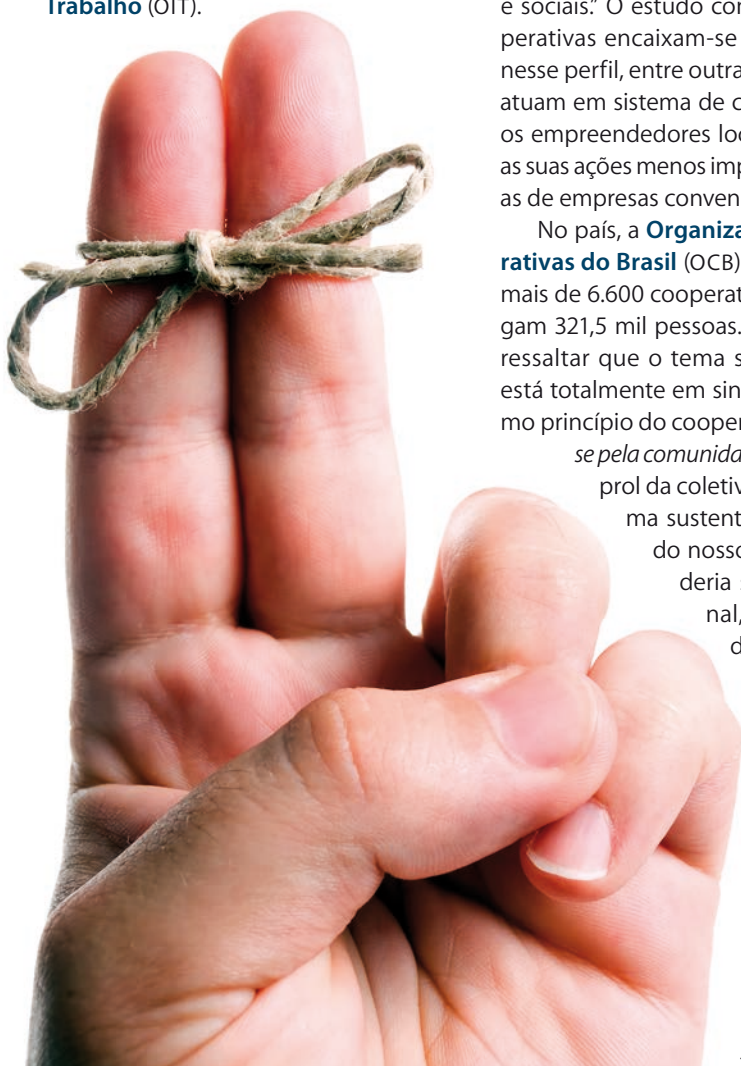 Trabalho (OIT).
e sociais." O estudo con
perativas encaixam-se
nesse perfil, entre outra
atuam em sistema de c
os empreendedores loc
as suas ações menos imp
as de empresas conven
No país, a Organiza
rativas do Brasil (OCB)
mais de 6.600 cooperat
gam 321,5 mil pessoas.
ressaltar que o tema s
está totalmente em sin
mo princípio do cooper
se pela comunida
prol da coletiv
ma sustent
do nosso
deria s
nal,
d